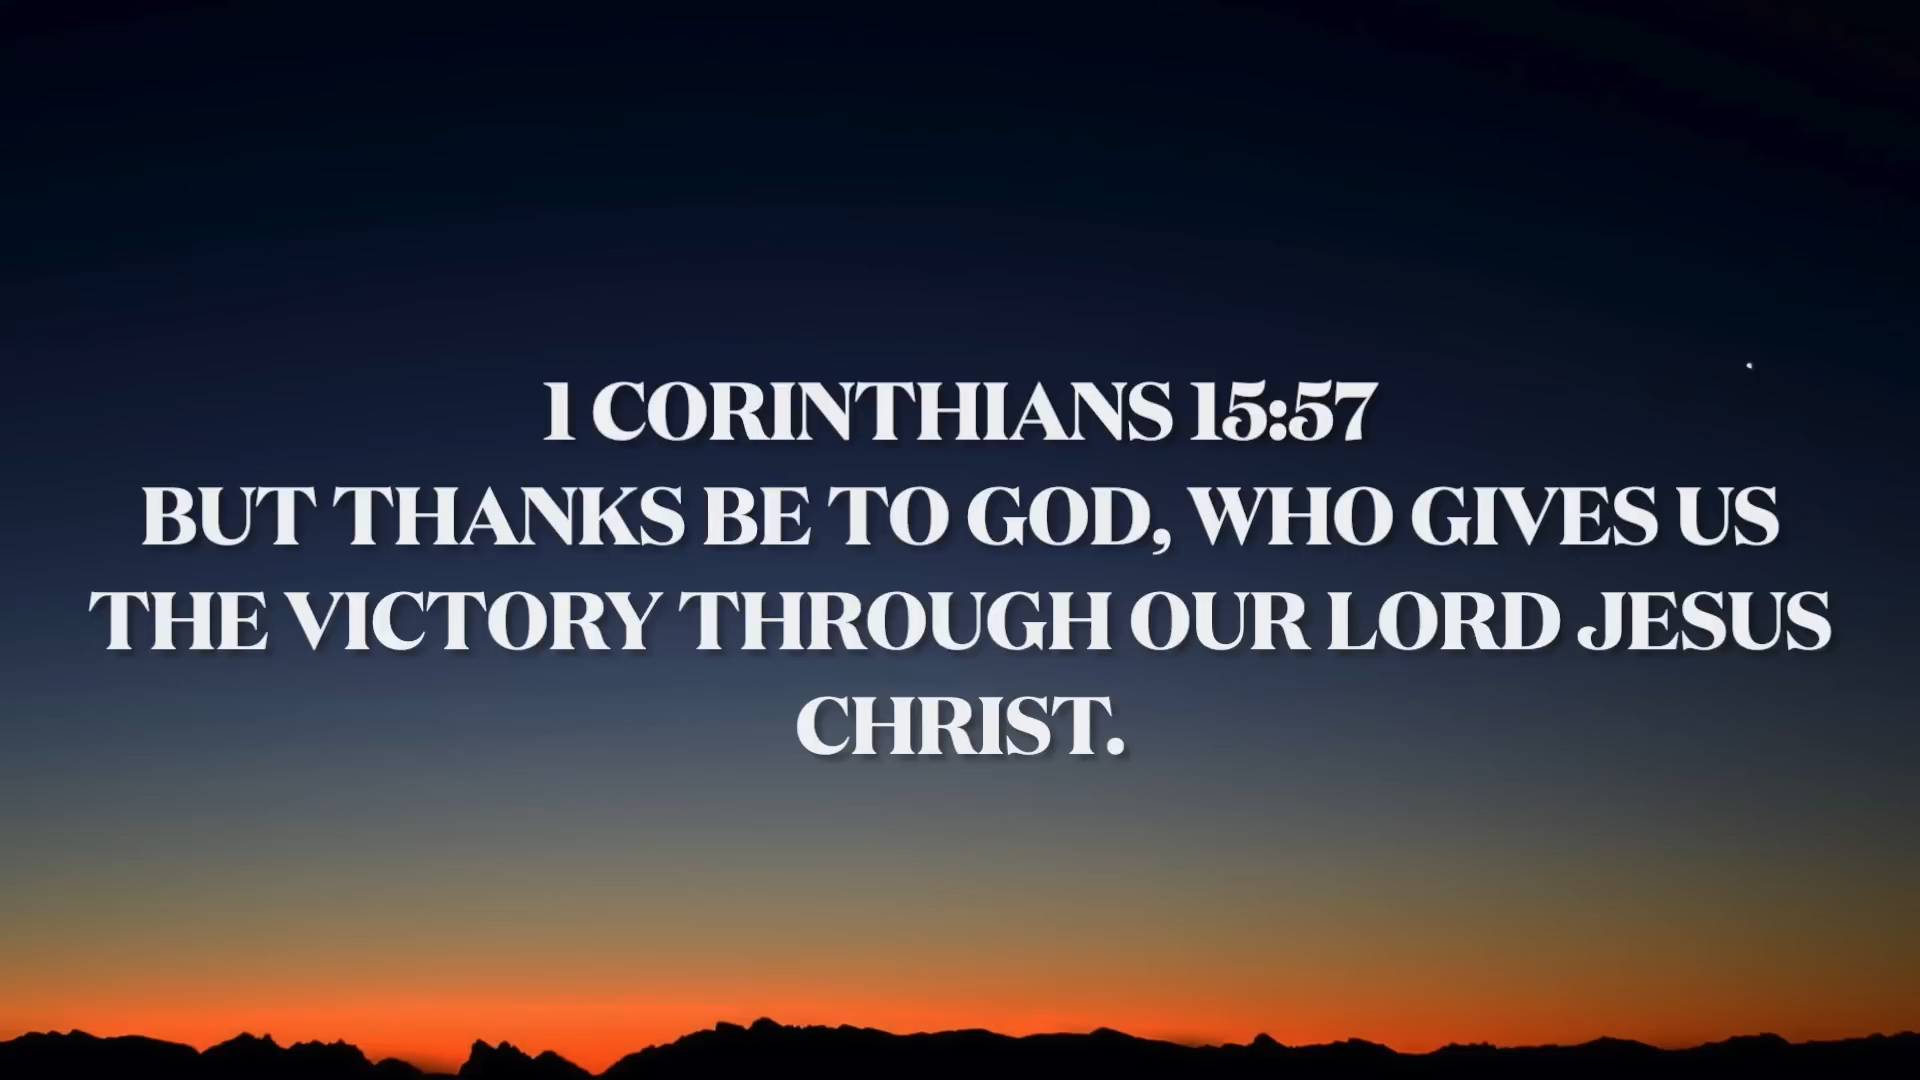 1 CORINTHIANS 15:57
BUT THANKS BE TO GOD, WHO GIVES US
THE VICTORY THROUGH OUR LORD JESUS
CHRIST.